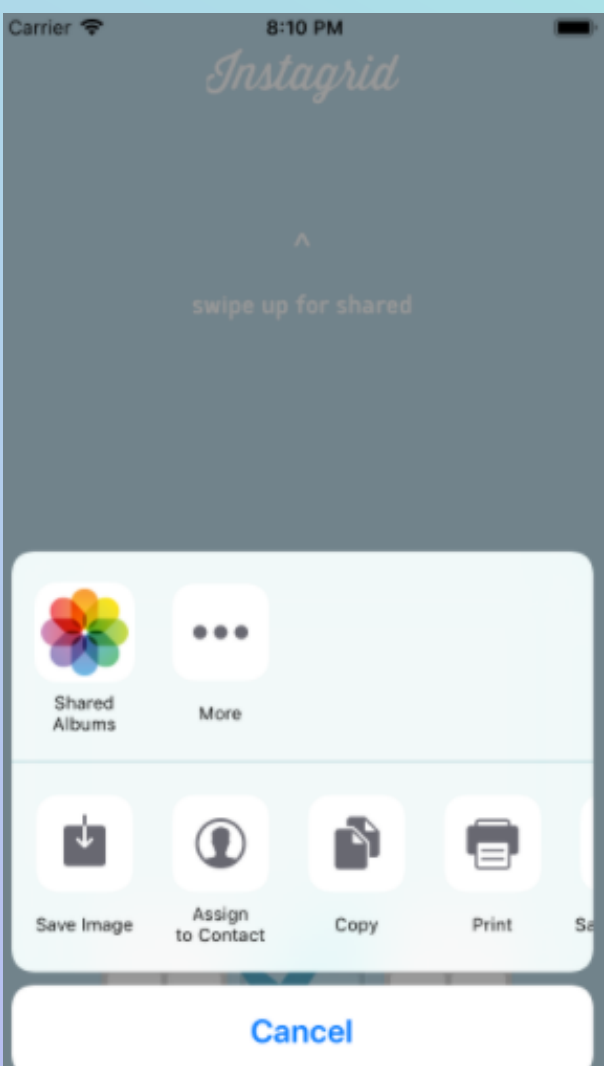 Carrier
8:10 PM
Instagrid
^
swipe up for shared
Shared
Albums
More
Save Image
Assign
to Contact
Copy
Print
Sa
Cancel